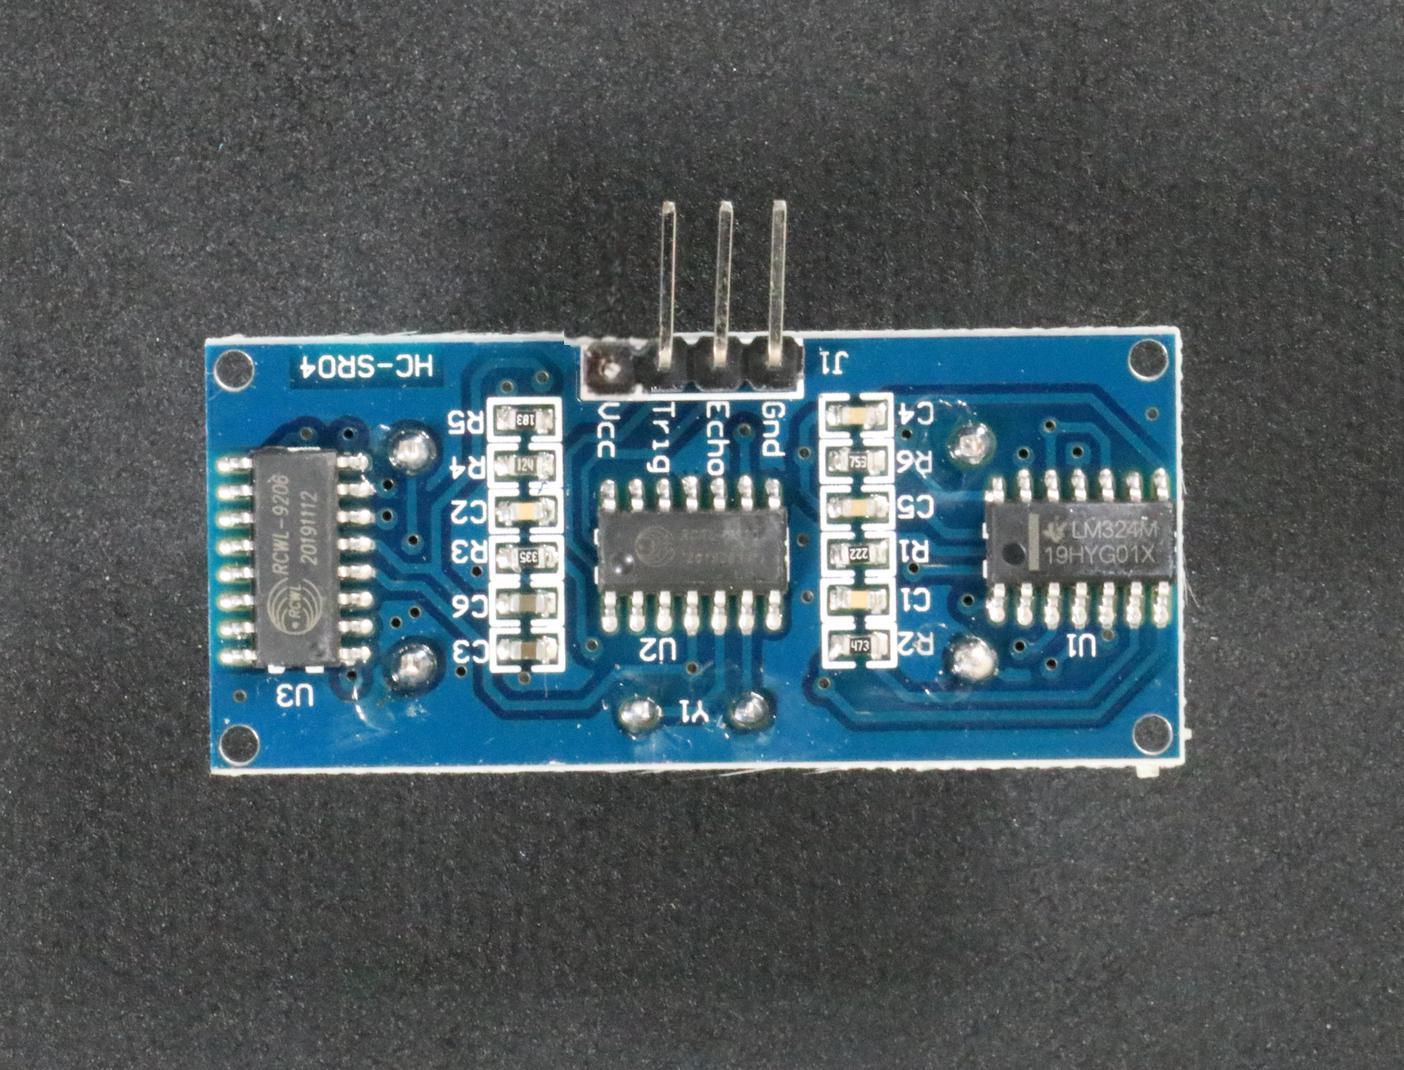 HC-SR04
J1
Vcc
Trig
Echo
Gnd
R5
183
R4
124
C2
R3
335
C6
C3
C4
R6
753
C5
R1
222
C1
R2
473
RCWL-9206
20191112
RCWL
U3
U2
Y1
LM324M
19HYG01X
U1